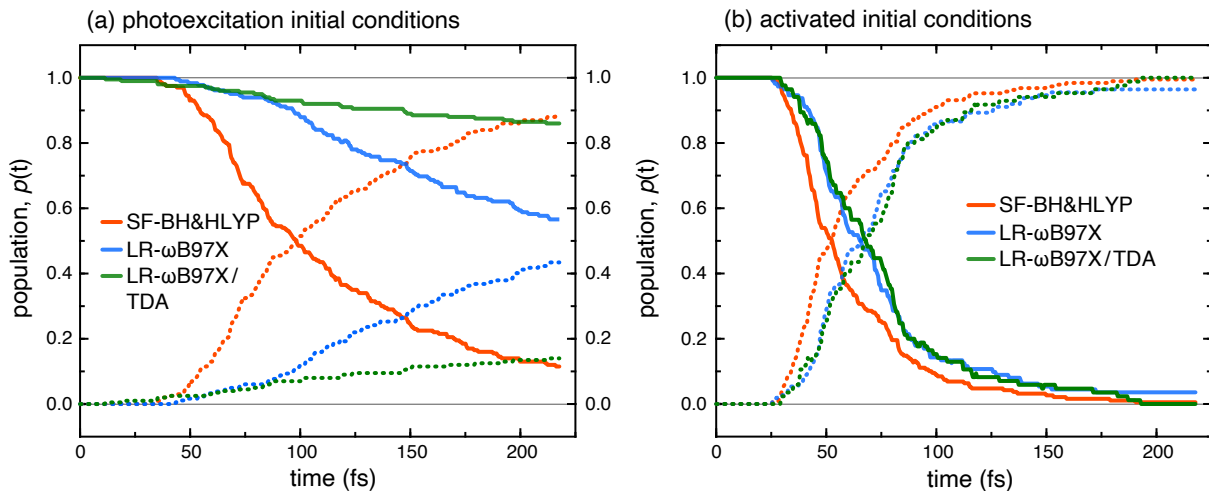 (a) photoexcitation initial conditions
(b) activated initial conditions
1.0
0.8
0.6
0.4
0.2
0.0
population, p(t)
SF-BH&HLYP
LR-ωB97X
LR-ωB97X/
TDA
1.0
0.8
0.6
0.4
0.2
0.0
0
50
100
150
200
time (fs)
1.0
0.8
0.6
0.4
0.2
0.0
population, p(t)
SF-BH&HLYP
LR-ωB97X
LR-ωB97X/TDA
0
50
100
150
200
time (fs)